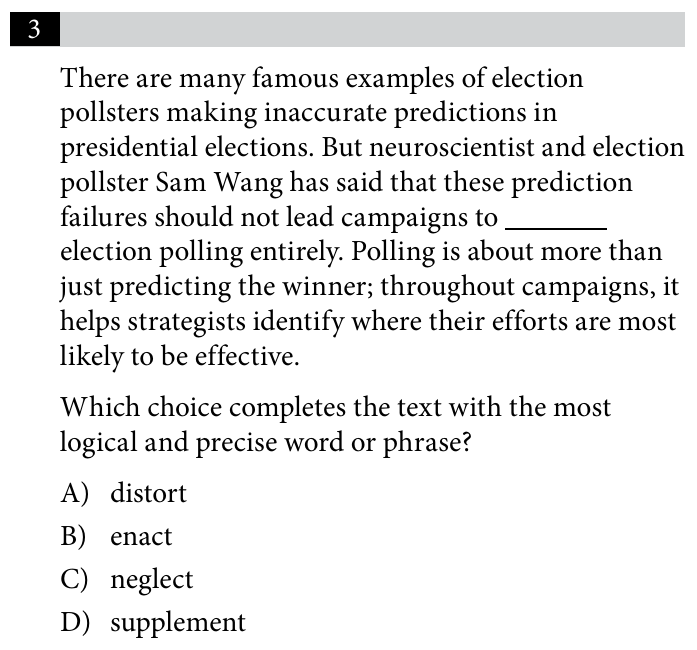 3
There are many famous examples of election
pollsters making inaccurate predictions in
presidential elections. But neuroscientist and election
pollster Sam Wang has said that these prediction
failures should not lead campaigns to _______
election polling entirely. Polling is about more than
just predicting the winner; throughout campaigns, it
helps strategists identify where their efforts are most
likely to be effective.
Which choice completes the text with the most
logical and precise word or phrase?
A) distort
B) enact
C) neglect
D) supplement